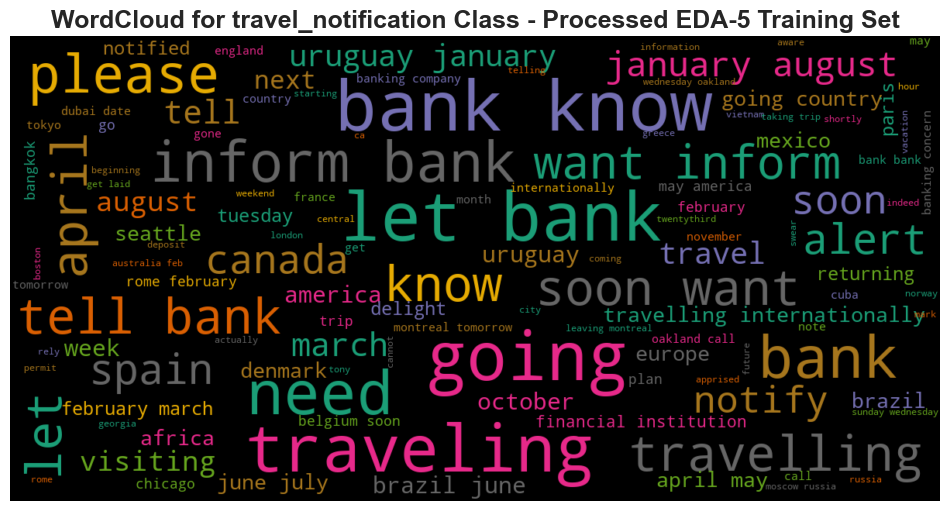 WordCloud for travel_notification Class - Processed EDA-5 Training Set
notified
england
uruguay january
information
aware
may
please
next
banking company
telling
january august
wednesday oakland
hour
dubai date
tell
country
starting
bank know
going country
paris
tokyo
go
gone
ca
greece
vietnam
taking trip
shortly
mexico
vacation
bangkok
april
inform bank
want inform
bank bank
banking concern
beginning
get laid
weekend
france
internationally
month
may america
soon
indeed
august
tuesday
central
let bank
february
twentythird
seattle
london
get
november
swear
alert
boston
deposit
canada
uruguay
coming
travel
australia feb
tomorrow
rome february
know
soon want
returning
america
delight
city
cuba
norway
tell bank
trip
montreal tomorrow
leaving montreal
travelling internationally
park
actually
march
cannot
oakland call
note
rely
week
spain
denmark
going
europe
future
bank
permit
tony
need
plan
apprised
let
february march
october
notify
brazil
georgia
belgium soon
financial institution
sunday wednesday
africa
traveling
travelling
visiting
rome
chicago
june july
brazil june
april may
call
moscow russia
russia